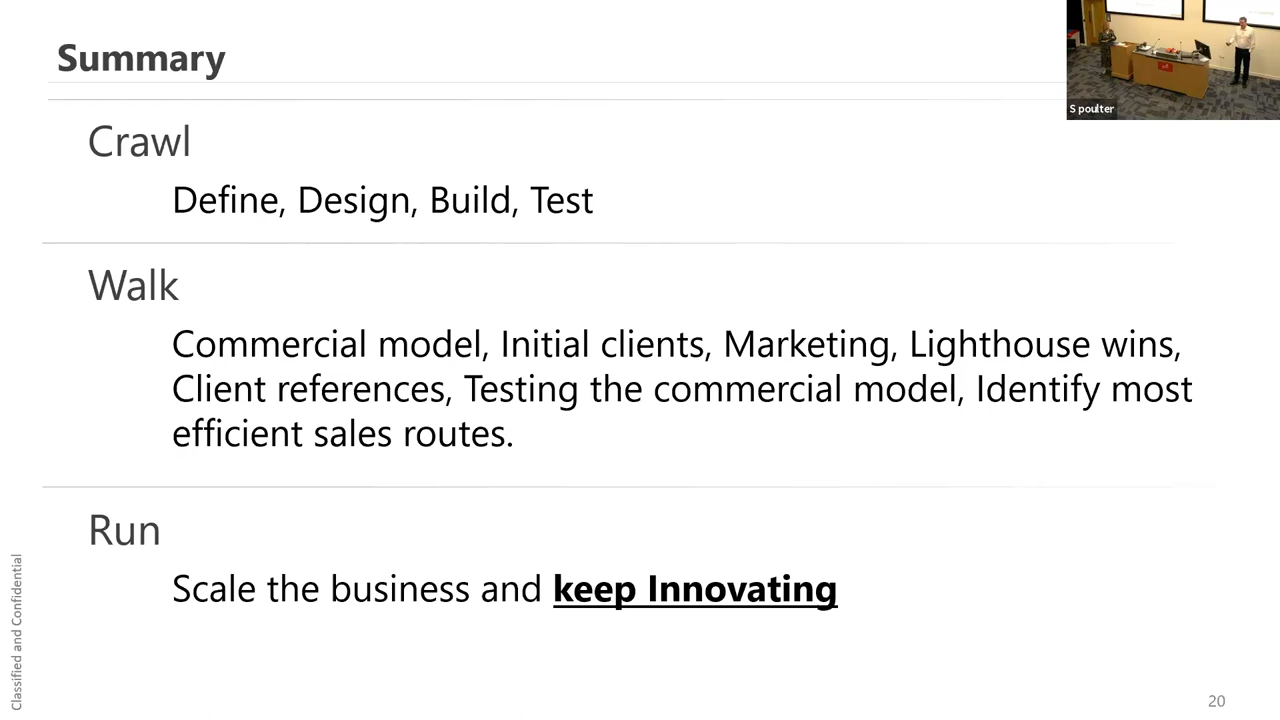 Summary
S poulter
Crawl
Define, Design, Build, Test
Walk
Commercial model, Initial clients, Marketing, Lighthouse wins,
Client references, Testing the commercial model, Identify most
efficient sales routes.
Run
Scale the business and keep Innovating
Classified and Confidential
20